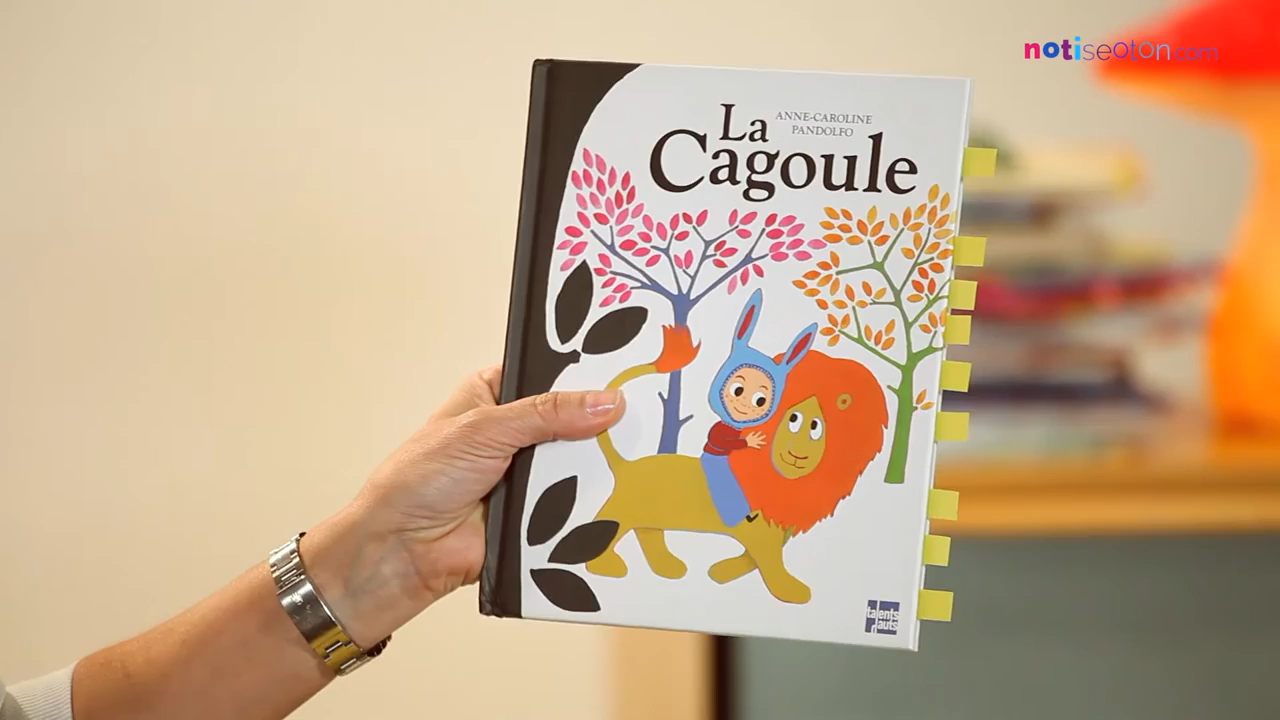 notiseoton.com
ANNE-CAROLINE
PANDOLFO
La
Cagoule
talents
hauts